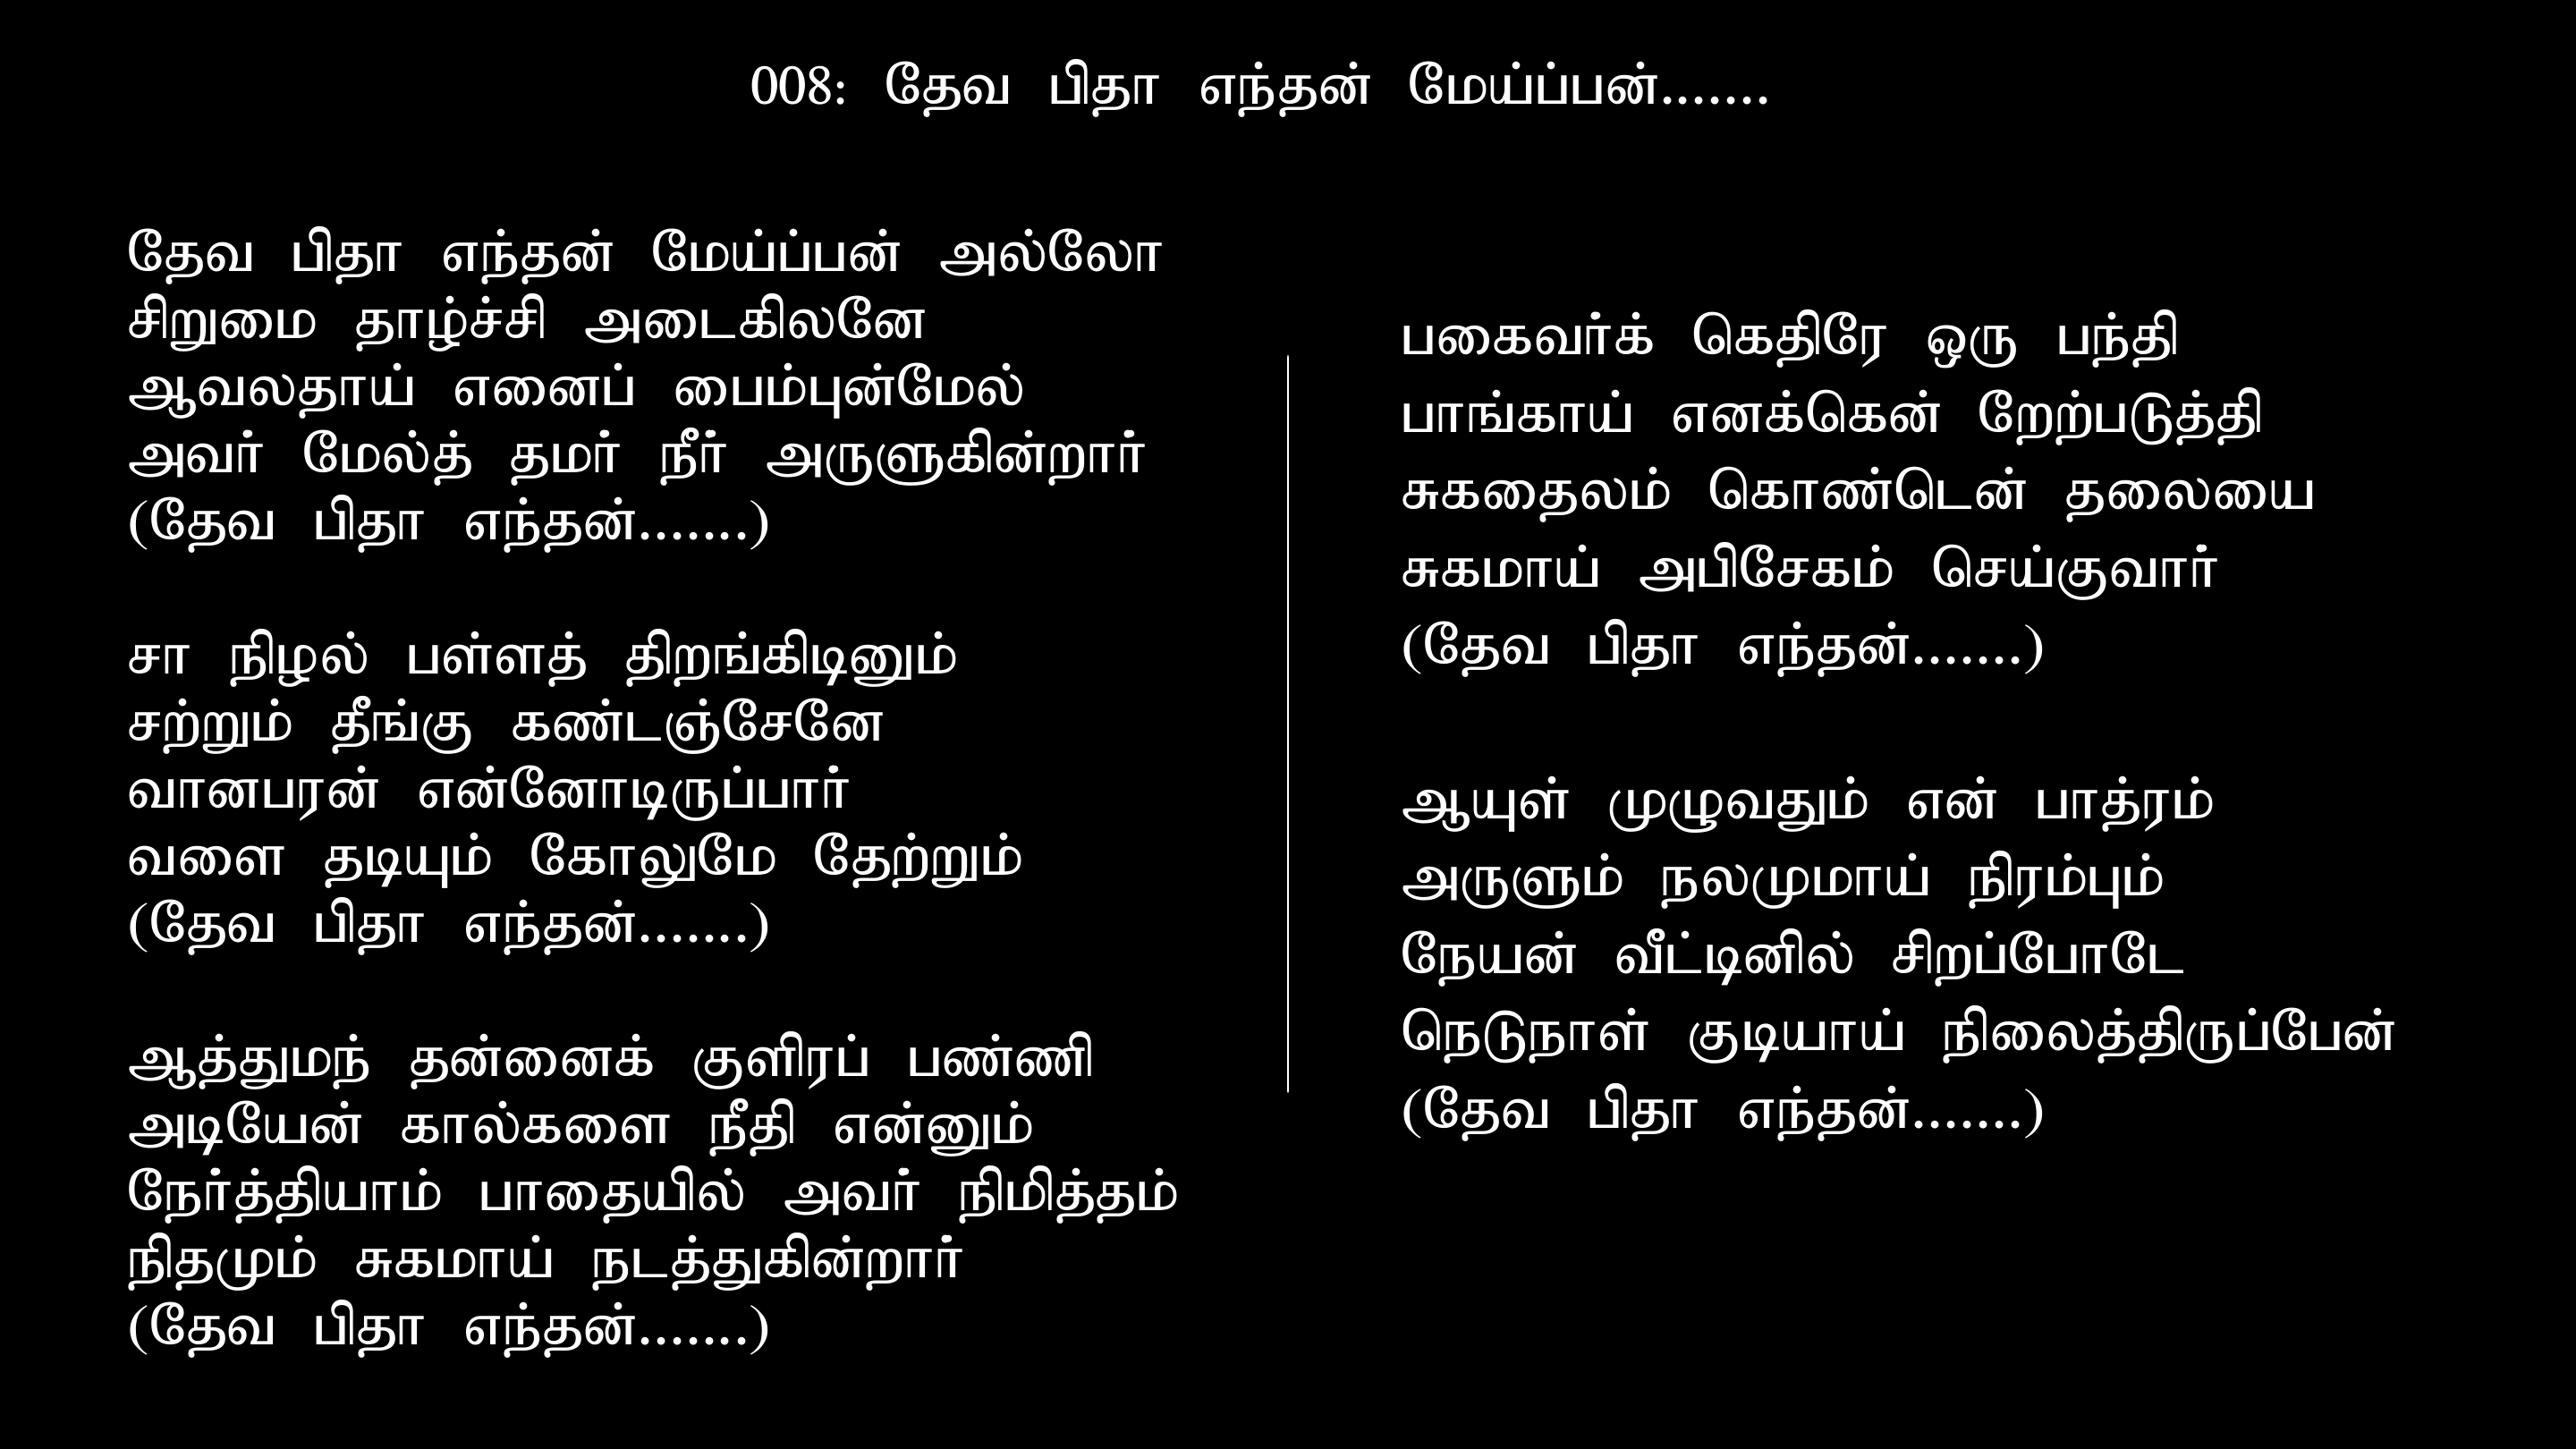 008: தேவ பிதா எந்தன் மேய்ப்பன்.......
தேவ பிதா எந்தன் மேய்ப்பன் அல்லோ
சிறுமை தாழ்ச்சி அடைகிலனே
ஆவலதாய் எனைப் பைம்புன்மேல்
அவர் மேல்த் தமர் நீர் அருளுகின்றார்
(தேவ பிதா எந்தன்.......)
சா நிழல் பள்ளத் திறங்கிடினும்
சற்றும் தீங்கு கண்டஞ்சேனே
வானபரன் என்னோடிருப்பார்
வளை தடியும் கோலுமே தேற்றும்
(தேவ பிதா எந்தன்.......)
ஆத்துமந் தன்னைக் குளிரப் பண்ணி
அடியேன் கால்களை நீதி என்னும்
நேர்த்தியாம் பாதையில் அவர் நிமித்தம்
நிதமும் சுகமாய் நடத்துகின்றார்
(தேவ பிதா எந்தன்.......)
பகைவர்க் கெதிரே ஒரு பந்தி
பாங்காய் எனக்கென் றேற்படுத்தி
சுகதைலம் கொண்டென் தலையை
சுகமாய் அபிசேகம் செய்குவார்
(தேவ பிதா எந்தன்.......)
ஆயுள் முழுவதும் என் பாத்ரம்
அருளும் நலமுமாய் நிரம்பும்
நேயன் வீட்டினில் சிறப்போடே
நெடுநாள் குடியாய் நிலைத்திருப்பேன்
(தேவ பிதா எந்தன்.......)